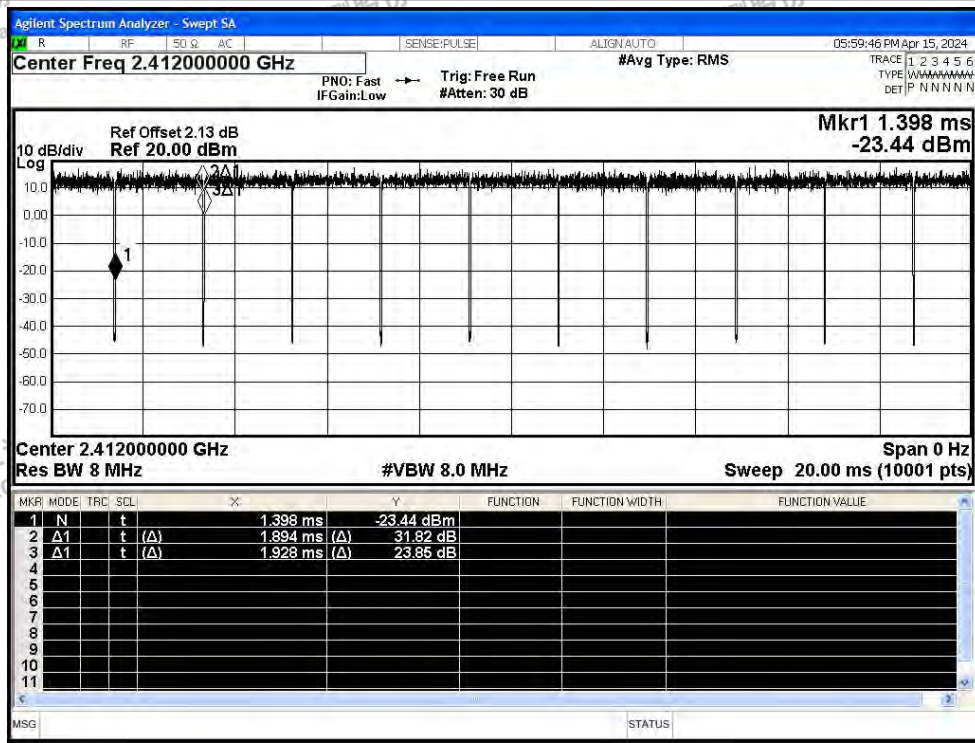 Agilent Spectrum Analyzer - Swept SA
LXI R RF 50 Ω AC SENSE:PULSE ALIGNAUTO 05:59:46 PM Apr 15, 2024
Center Freq 2.412000000 GHz
#Avg Type: RMS
TRACE 1 2 3 4 5 6
PNO: Fast Trig: Free Run
TYPE
IFGain:Low #Atten: 30 dB
DET P N N N N N
Mkr1 1.398 ms
-23.44 dBm
Ref Offset 2.13 dB
10 dB/div Ref 20.00 dBm
Log
2Δ1
3Δ1
10.0
0.00
-10.0
1
-20.0
-30.0
-40.0
-50.0
-60.0
-70.0
Center 2.412000000 GHz Span 0 Hz
Res BW 8 MHz #VBW 8.0 MHz Sweep 20.00 ms (10001 pts)
MKR MODE TRC SCL X Y FUNCTION FUNCTION WIDTH FUNCTION VALUE
1 N t 1.398 ms -23.44 dBm
2 Δ1 t (Δ) 1.894 ms (Δ) 31.82 dB
3 Δ1 t (Δ) 1.928 ms (Δ) 23.85 dB
4
5
6
7
8
9
10
11
MSG STATUS